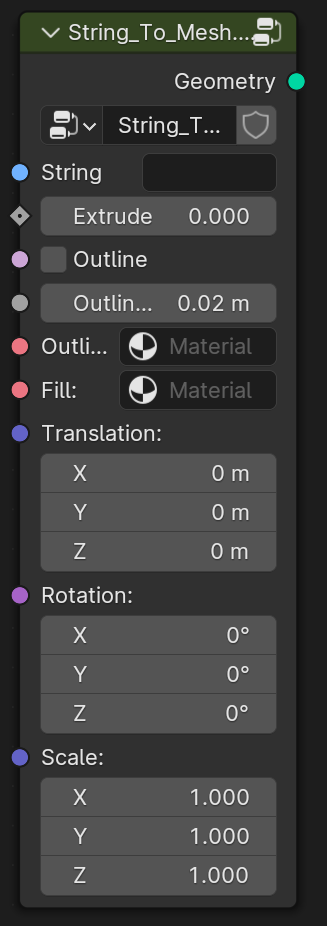 String_To_Mesh...
Geometry
String_T...
String
Extrude 0.000
Outline
Outlin... 0.02 m
Outli... Material
Fill: Material
Translation:
X 0 m
Y 0 m
Z 0 m
Rotation:
X 0°
Y 0°
Z 0°
Scale:
X 1.000
Y 1.000
Z 1.000